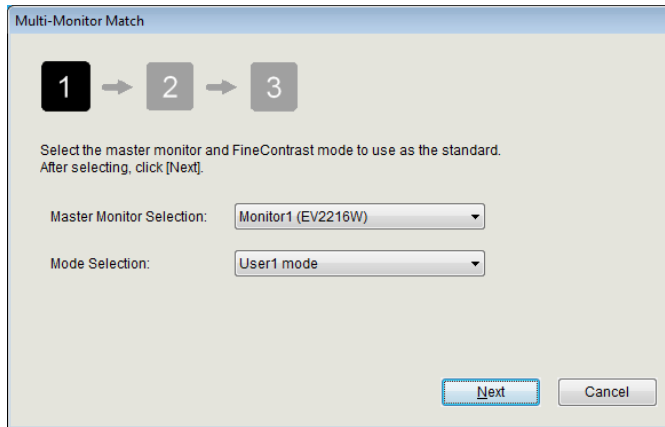 Multi-Monitor Match
1 → 2 → 3
Select the master monitor and FineContrast mode to use as the standard.
After selecting, click [Next].
Master Monitor Selection: Monitor1 (EV2216W)
Mode Selection: User1 mode
Next Cancel